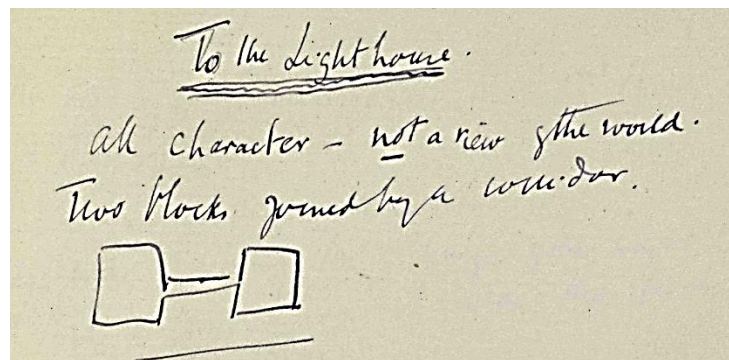 To the Lighthouse.
all character - not a view of the world.
Two blocks joined by a corridor.